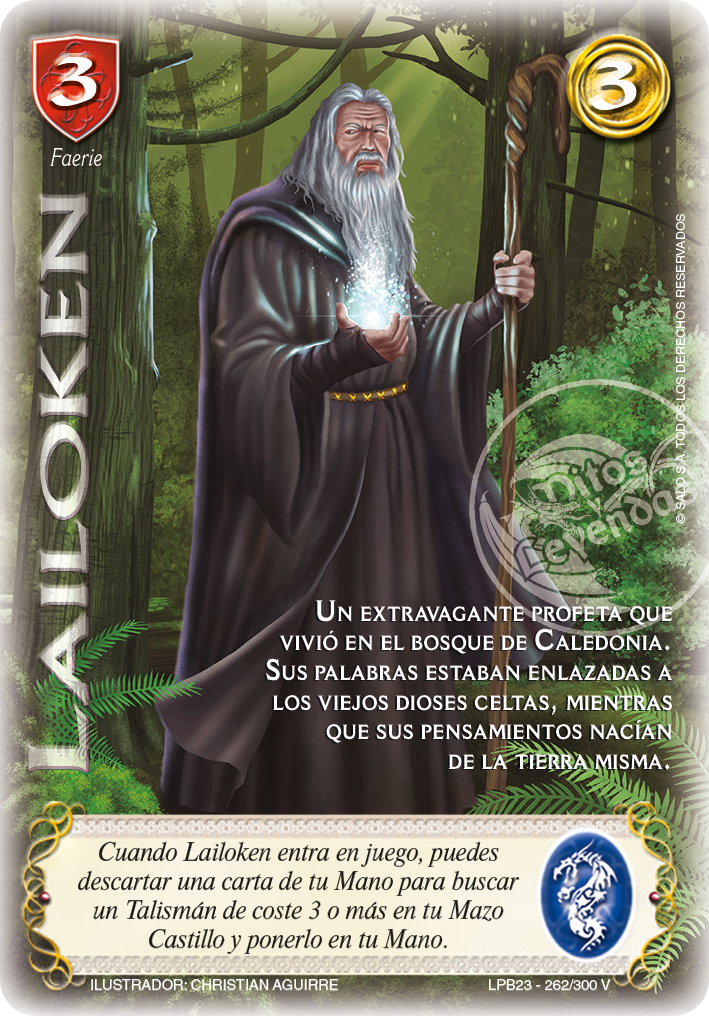 3
3
Faerie
LAILOKEN
© SALO S.A. TODOS LOS DERECHOS RESERVADOS
Mitos
y
Leyendas
Un extravagante profeta que
vivió en el bosque de Caledonia.
Sus palabras estaban enlazadas a
los viejos dioses celtas, mientras
que sus pensamientos nacían
de la tierra misma.
Cuando Lailoken entra en juego, puedes
descartar una carta de tu Mano para buscar
un Talismán de coste 3 o más en tu Mazo
Castillo y ponerlo en tu Mano.
ILUSTRADOR: CHRISTIAN AGUIRRE
LPB23 - 262/300 V